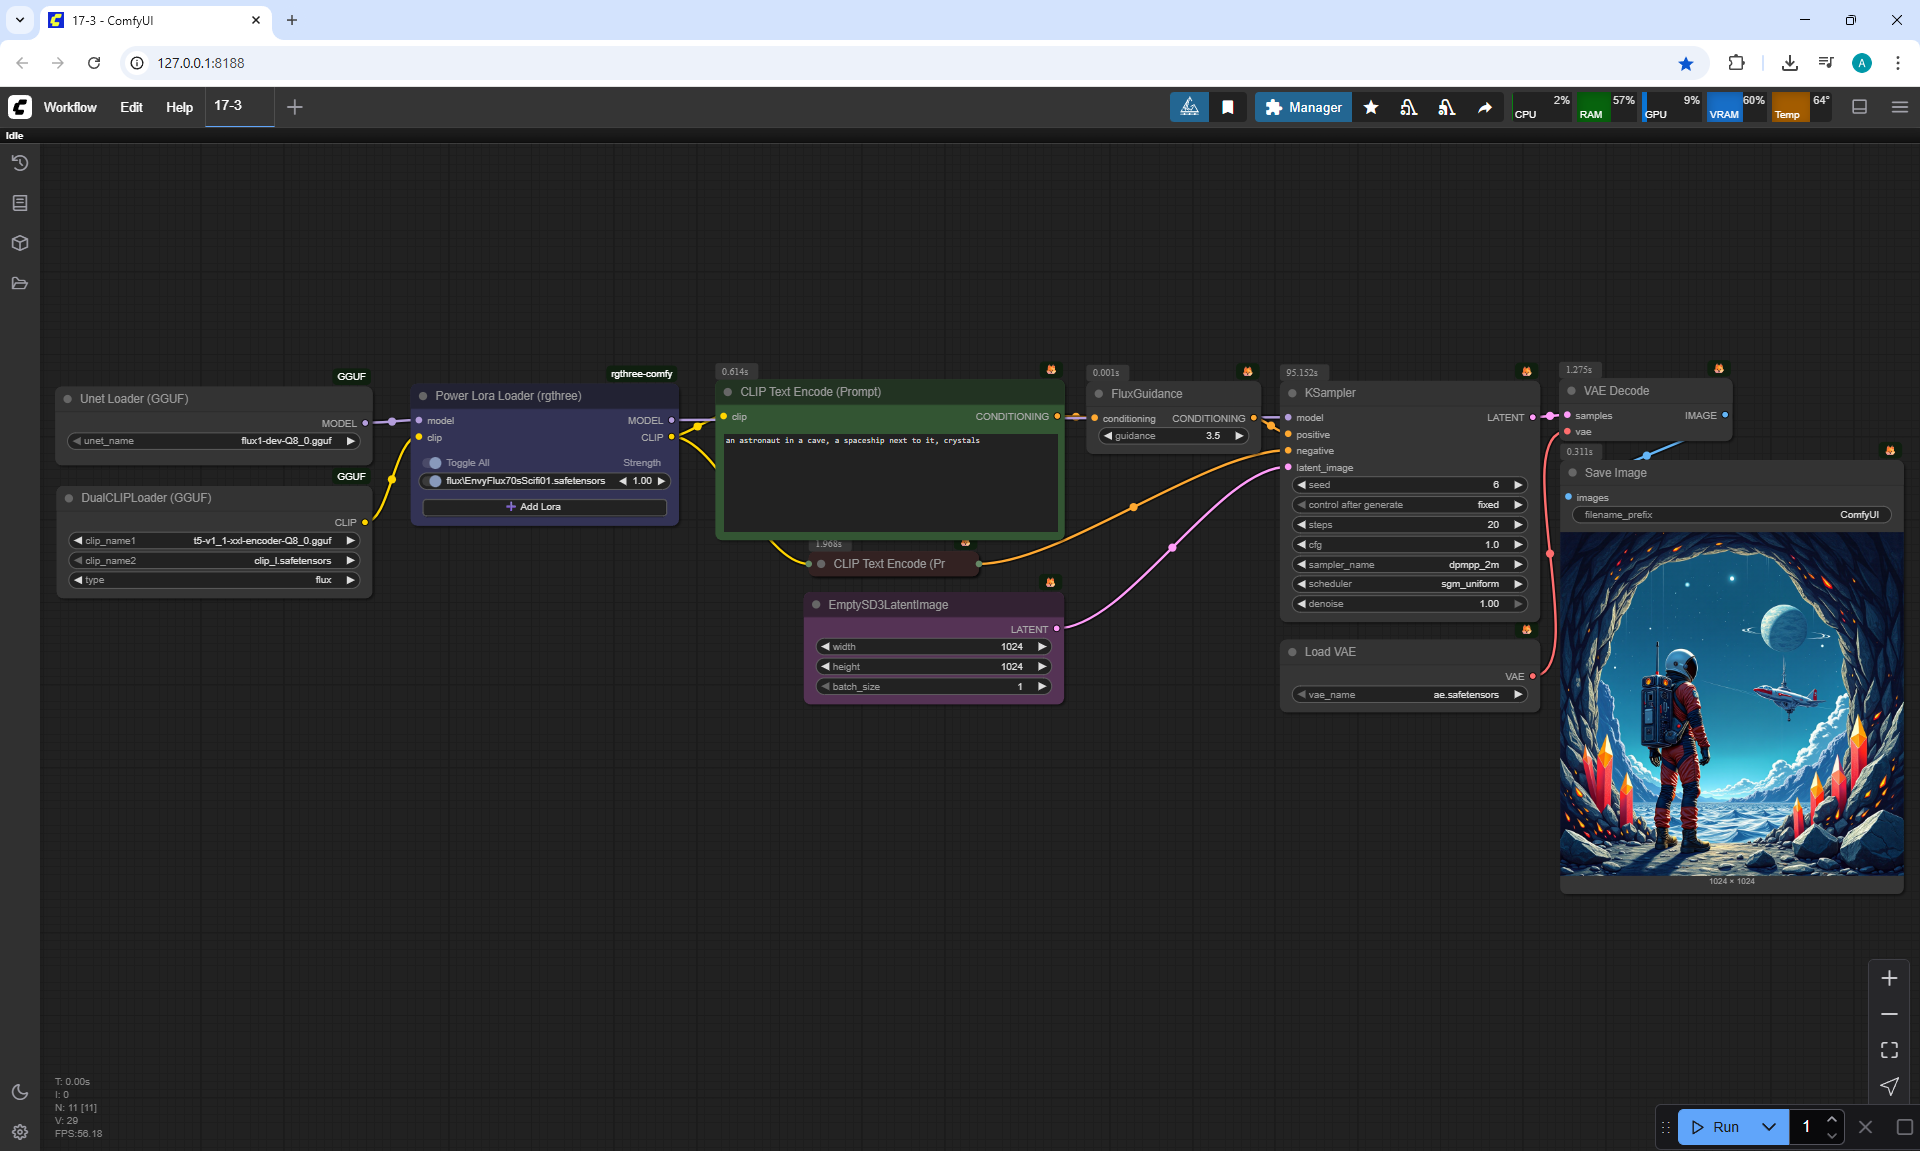 17-3 - ComfyUI
127.0.0.1:8188
A
Workflow Edit Help 17-3
Manager
CPU 2% RAM 57% GPU 9% VRAM 60% Temp 64°
Idle
GGUF
Unet Loader (GGUF)
MODEL
unet_name flux1-dev-Q8_0.gguf
GGUF
DualCLIPLoader (GGUF)
CLIP
clip_name1 t5-v1_1-xxl-encoder-Q8_0.gguf
clip_name2 clip_l.safetensors
type flux
rgthree-comfy
Power Lora Loader (rgthree)
model MODEL
clip CLIP
Toggle All Strength
flux\EnvyFlux70sScifi01.safetensors 1.00
Add Lora
0.614s
CLIP Text Encode (Prompt)
clip CONDITIONING
an astronaut in a cave, a spaceship next to it, crystals
1.968s
CLIP Text Encode (Pr
EmptySD3LatentImage
LATENT
width 1024
height 1024
batch_size 1
0.001s
FluxGuidance
conditioning CONDITIONING
guidance 3.5
95.152s
KSampler
model LATENT
positive
negative
latent_image
seed 6
control after generate fixed
steps 20
cfg 1.0
sampler_name dpmpp_2m
scheduler sgm_uniform
denoise 1.00
Load VAE
VAE
vae_name ae.safetensors
1.275s
VAE Decode
samples IMAGE
vae
0.311s
Save Image
images
filename_prefix ComfyUI
1024 × 1024
T: 0.00s
I: 0
N: 11 [11]
V: 29
FPS:56.18
Run 1